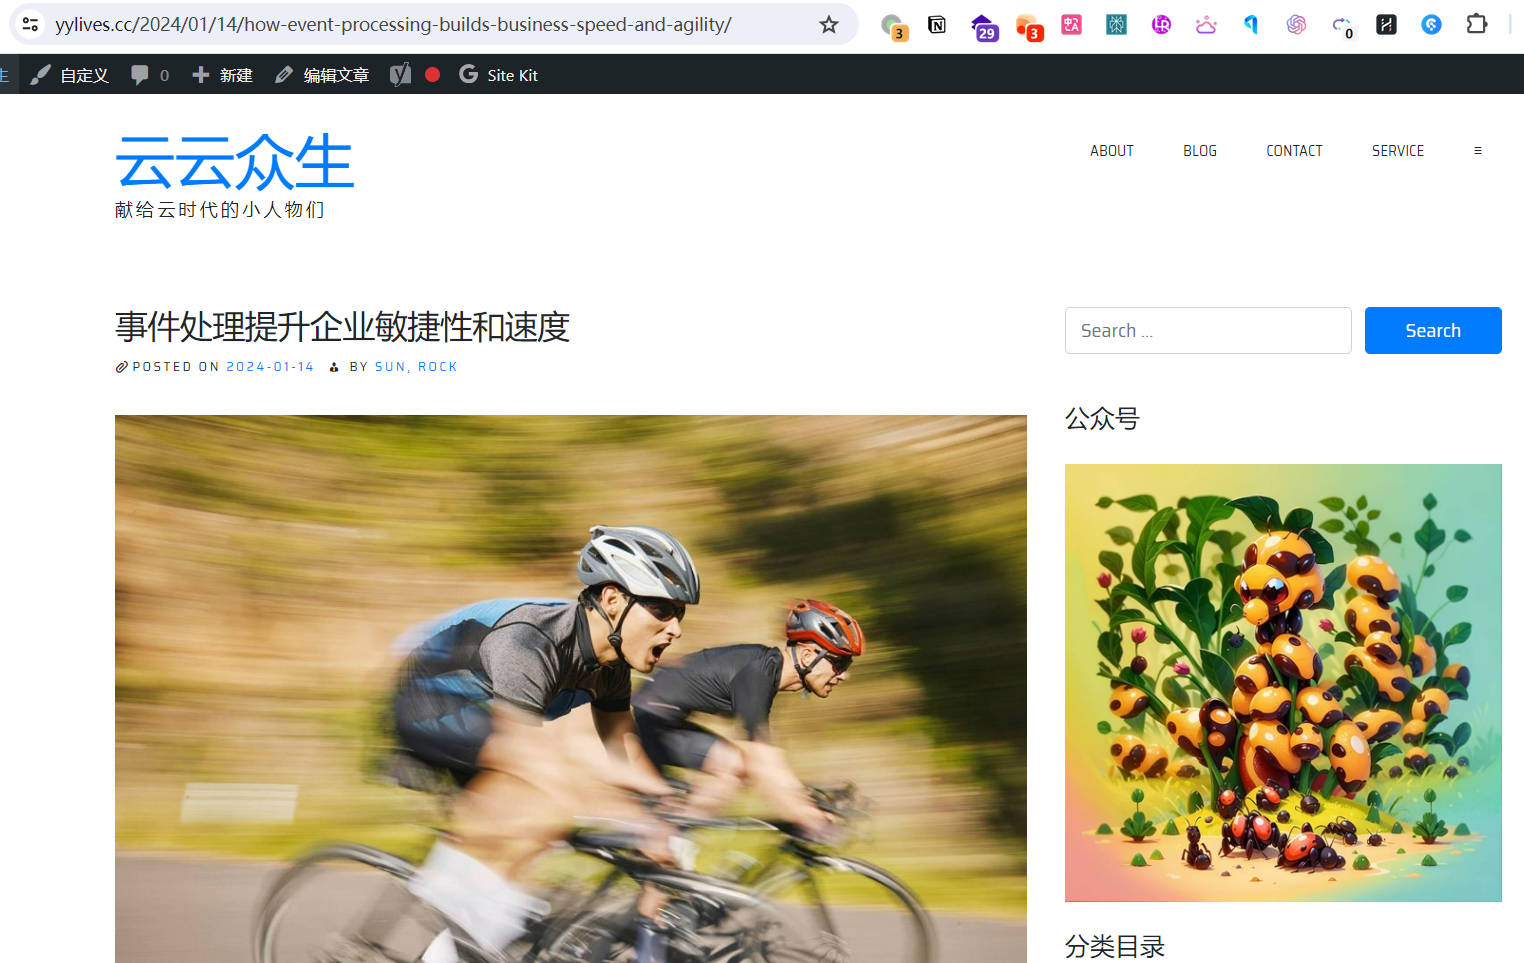 yylives.cc/2024/01/14/how-event-processing-builds-business-speed-and-agility/
3 29 3 0
生 自定义 0 新建 编辑文章 Site Kit
云云众生
献给云时代的小人物们
ABOUT BLOG CONTACT SERVICE ≡
事件处理提升企业敏捷性和速度
POSTED ON 2024-01-14 BY SUN, ROCK
Search ... Search
公众号
分类目录